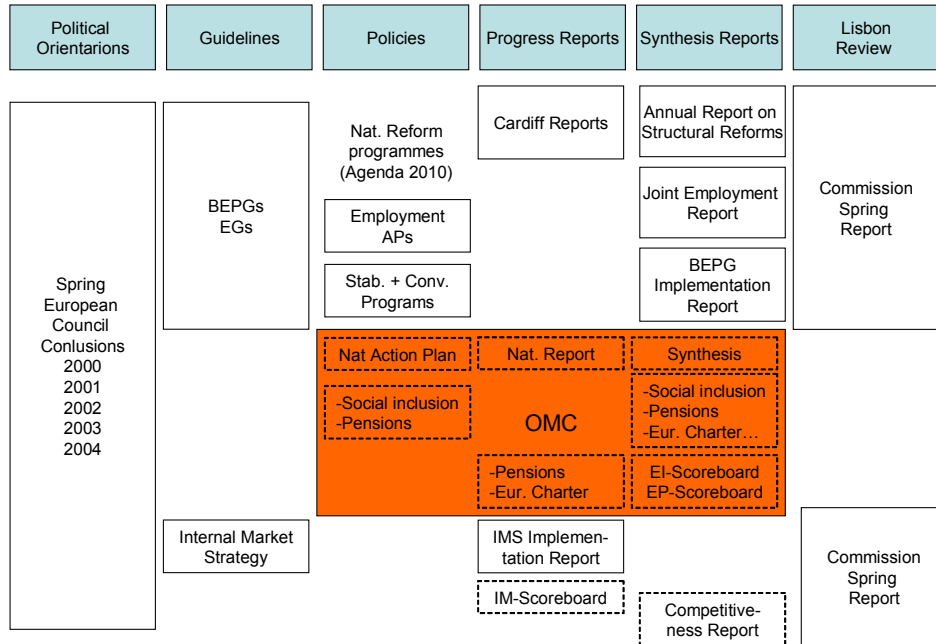 Political
Orientarions
Guidelines
Policies
Progress Reports
Synthesis Reports
Lisbon
Review
Spring
European
Council
Conlusions
2000
2001
2002
2003
2004
BEPGs
EGs
Internal Market
Strategy
Nat. Reform
programmes
(Agenda 2010)
Employment
APs
Stab. + Conv.
Programs
Nat Action Plan
-Social inclusion
-Pensions
Cardiff Reports
Nat. Report
OMC
-Pensions
-Eur. Charter
IMS Implemen-
tation Report
IM-Scoreboard
Annual Report on
Structural Reforms
Joint Employment
Report
BEPG
Implementation
Report
Synthesis
-Social inclusion
-Pensions
-Eur. Charter…
EI-Scoreboard
EP-Scoreboard
Competitive-
ness Report
Commission
Spring
Report
Commission
Spring
Report